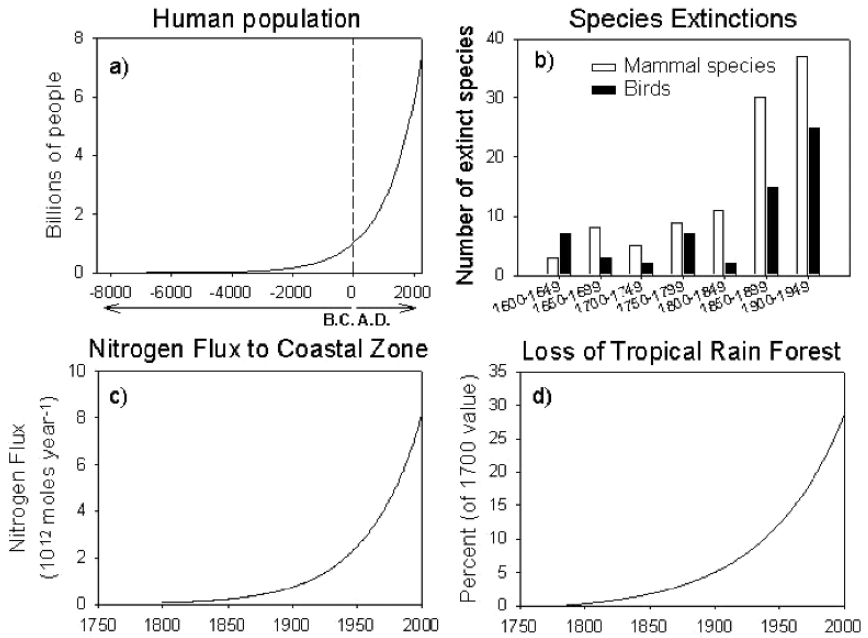 Human population
a)
Billions of people
8
6
4
2
0
-8000 -6000 -4000 -2000 0 2000
B.C. A.D.
Species Extinctions
b)
Mammal species
Birds
Number of extinct species
40
30
20
10
0
1600-1649
1650-1699
1700-1749
1750-1799
1800-1849
1850-1899
1900-1949
Nitrogen Flux to Coastal Zone
c)
Nitrogen Flux
(10¹² moles year⁻¹)
10
8
6
4
2
0
1750 1800 1850 1900 1950 2000
Loss of Tropical Rain Forest
d)
Percent (of 1700 value)
35
30
25
20
15
10
5
0
1750 1800 1850 1900 1950 2000